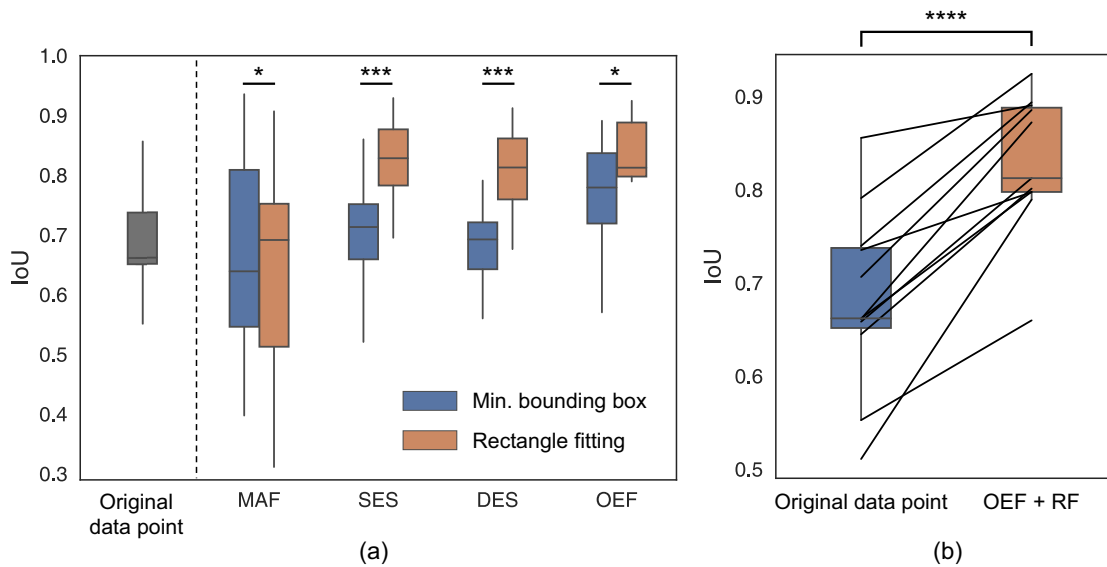 IoU
1.0
0.9
0.8
0.7
0.6
0.5
0.4
0.3
*
***
***
*
Min. bounding box
Rectangle fitting
Original
data point
MAF
SES
DES
OEF
(a)
****
IoU
0.9
0.8
0.7
0.6
0.5
Original data point
OEF + RF
(b)